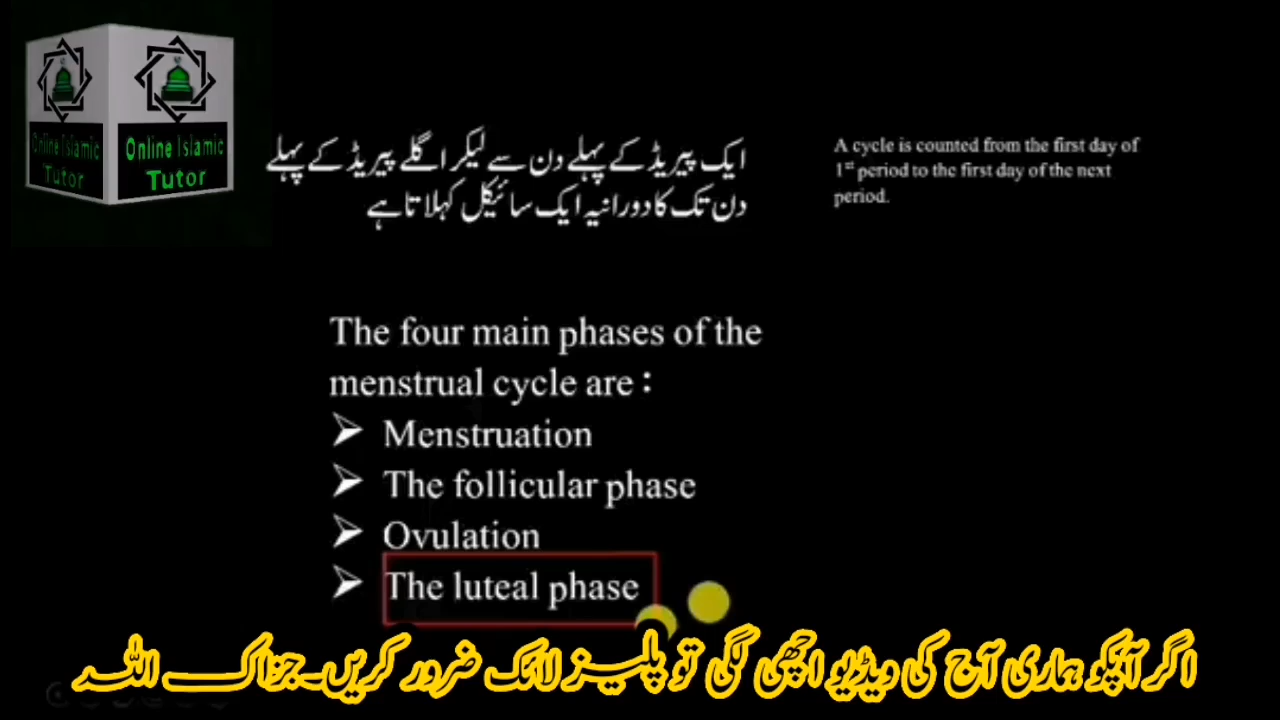 Online Islamic
Tutor
Online Islamic
Tutor
ایک پیریڈ کے پہلے دن سے لیکر اگلے پیریڈ کے پہلے
دن تک کا دورانیہ ایک سائیکل کہلاتا ہے
A cycle is counted from the first day of
1st period to the first day of the next
period.
The four main phases of the
menstrual cycle are :
➢ Menstruation
➢ The follicular phase
➢ Ovulation
➢ The luteal phase
اگر آپکو ہماری آج کی ویڈیو اچھی لگی تو پلیز لائک ضرور کریں۔جزاک اللہ